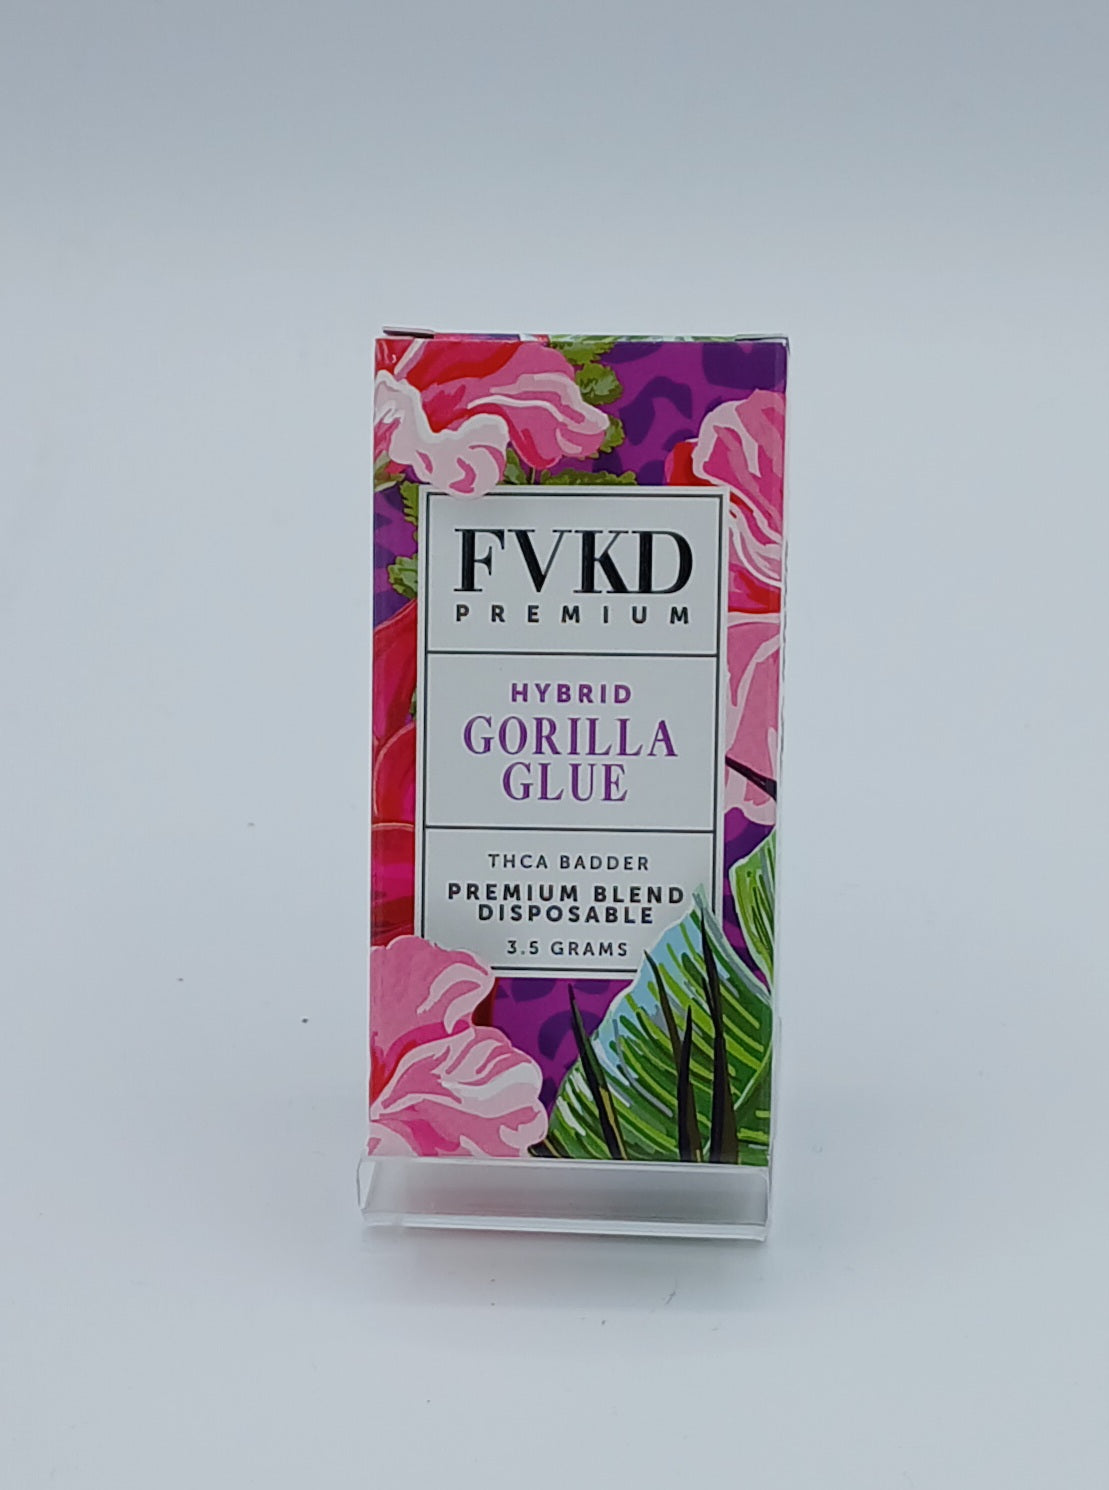 FVKD
PREMIUM
HYBRID
GORILLA
GLUE
THCA BADDER
PREMIUM BLEND
DISPOSABLE
3.5 GRAMS